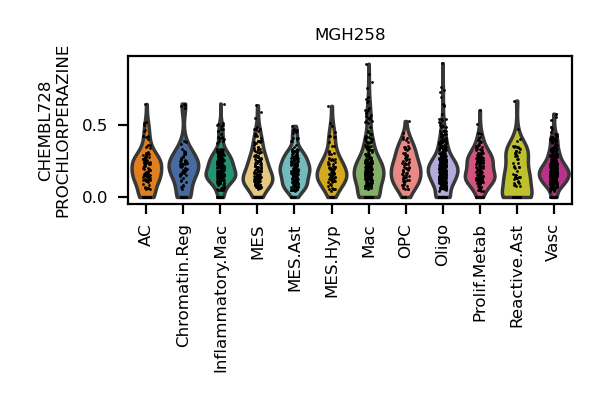 MGH258
CHEMBL728
PROCHLORPERAZINE
0.5
0.0
AC
Chromatin.Reg
Inflammatory.Mac
MES
MES.Ast
MES.Hyp
Mac
OPC
Oligo
Prolif.Metab
Reactive.Ast
Vasc